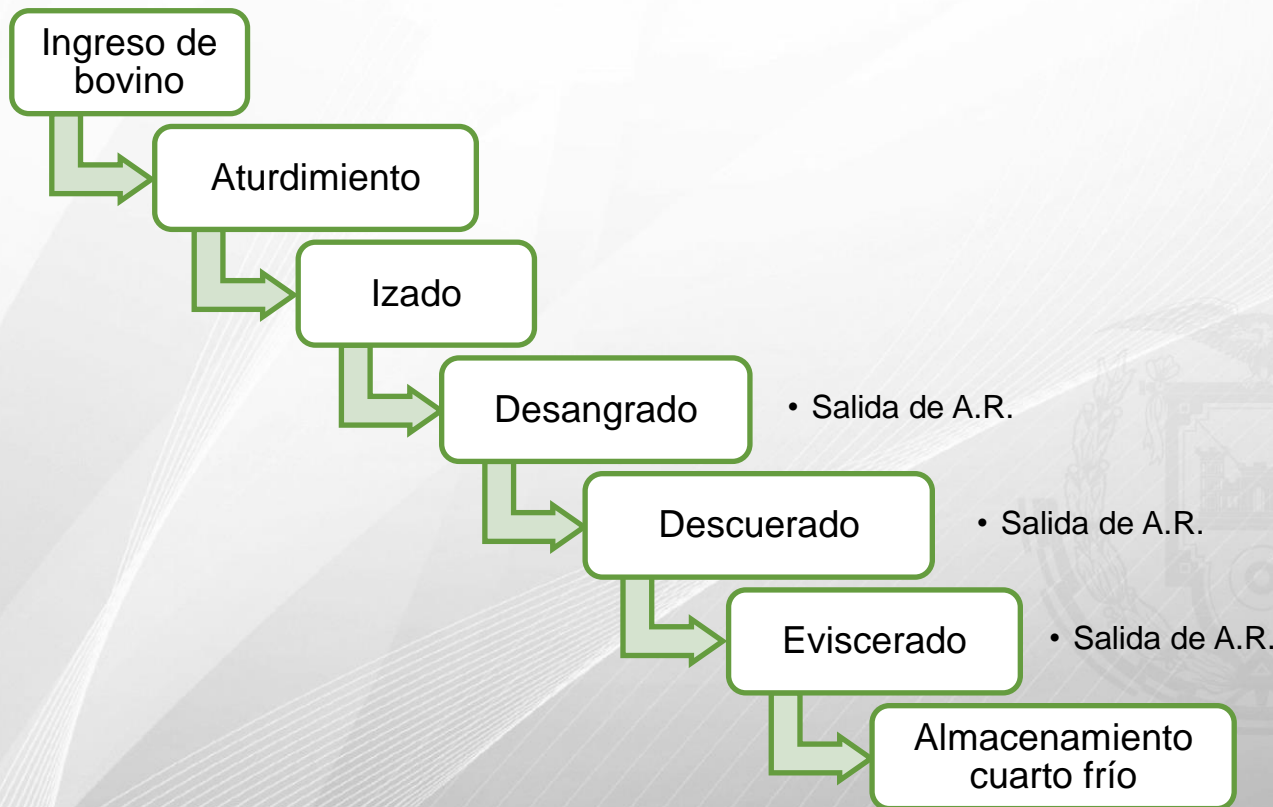 Ingreso de
bovino
Aturdimiento
Izado
Desangrado
• Salida de A.R.
Descuerado
• Salida de A.R.
Eviscerado
• Salida de A.R.
Almacenamiento
cuarto frío